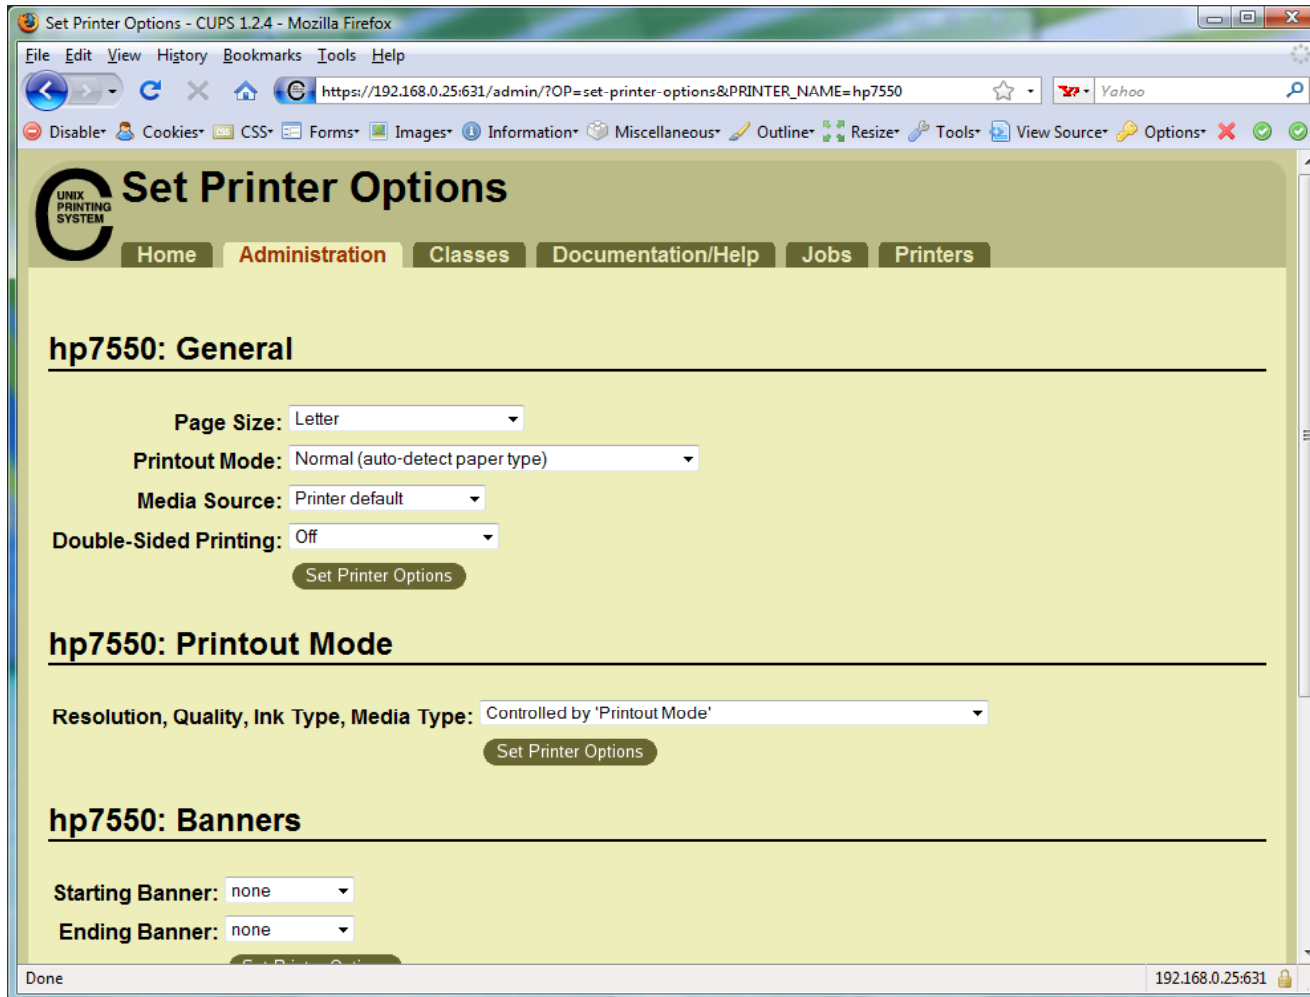 Set Printer Options - CUPS 1.2.4 - Mozilla Firefox
File Edit View History Bookmarks Tools Help
https://192.168.0.25:631/admin/?OP=set-printer-options&PRINTER_NAME=hp7550 Yahoo
Disable Cookies CSS Forms Images Information Miscellaneous Outline Resize Tools View Source Options
UNIX
PRINTING
SYSTEM
Set Printer Options
Home Administration Classes Documentation/Help Jobs Printers
hp7550: General
Page Size: Letter
Printout Mode: Normal (auto-detect paper type)
Media Source: Printer default
Double-Sided Printing: Off
Set Printer Options
hp7550: Printout Mode
Resolution, Quality, Ink Type, Media Type: Controlled by 'Printout Mode'
Set Printer Options
hp7550: Banners
Starting Banner: none
Ending Banner: none
Set Printer Options
Done 192.168.0.25:631